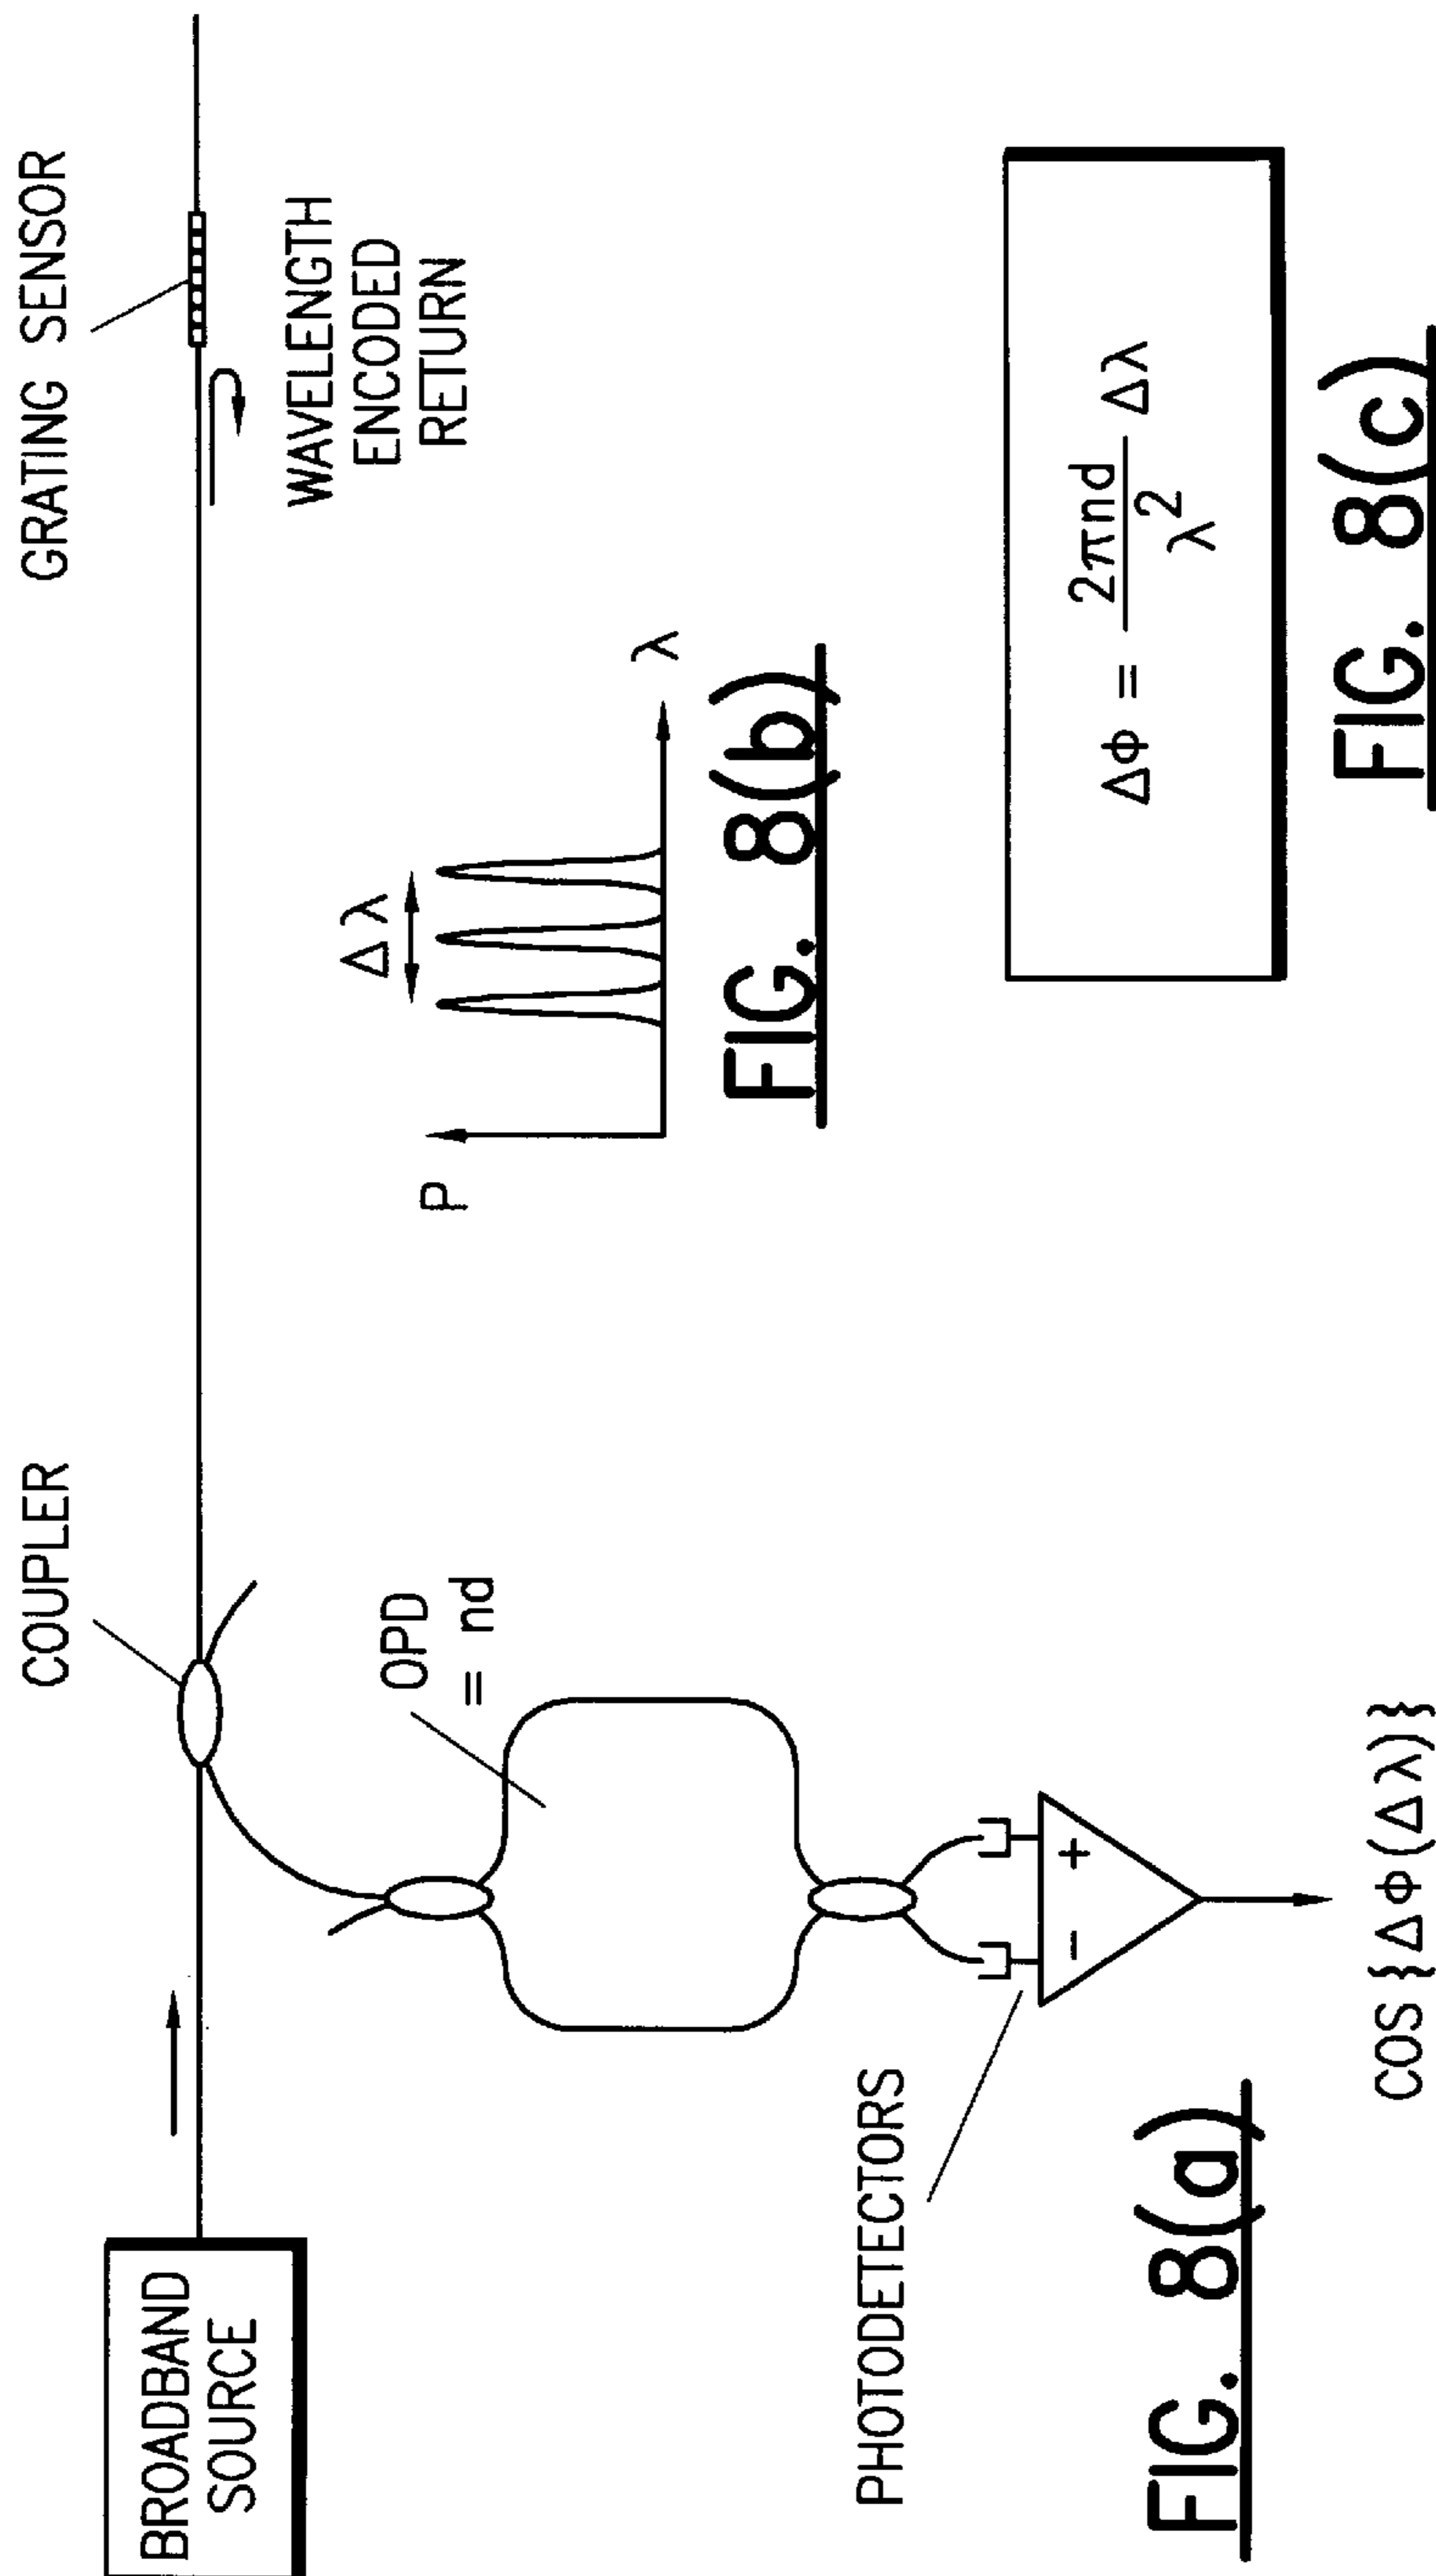 BROADBAND
SOURCE
COUPLER
GRATING SENSOR
WAVELENGTH
ENCODED
RETURN
OPD
= nd
PHOTODETECTORS
− +
COS {Δϕ(Δλ)}
FIG. 8(a)
P
Δλ
λ
FIG. 8(b)
Δϕ = 2πnd/λ² Δλ
FIG. 8(c)